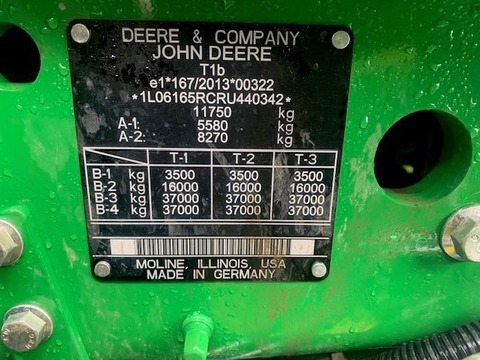 DEERE & COMPANY
JOHN DEERE
T1b
e1*167/2013*00322
*1L06165RCRU440342*
11750 kg
A-1: 5580 kg
A-2: 8270 kg
T-1 T-2 T-3
B-1 kg 3500 3500 3500
B-2 kg 16000 16000 16000
B-3 kg 37000 37000 37000
B-4 kg 37000 37000 37000
MOLINE, ILLINOIS, USA
MADE IN GERMANY